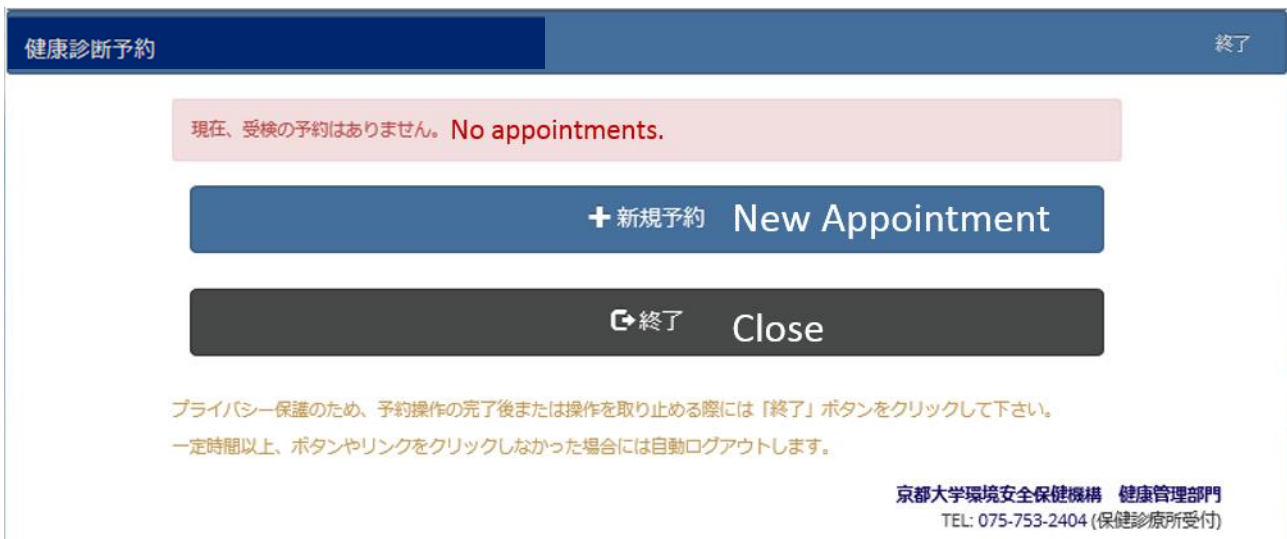 健康診断予約 終了
現在、受検の予約はありません。No appointments.
新規予約 New Appointment
終了 Close
プライバシー保護のため、予約操作の完了後または操作を取り止める際には「終了」ボタンをクリックして下さい。
一定時間以上、ボタンやリンクをクリックしなかった場合には自動ログアウトします。
京都大学環境安全保健機構 健康管理部門
TEL: 075-753-2404 (保健診療所受付)